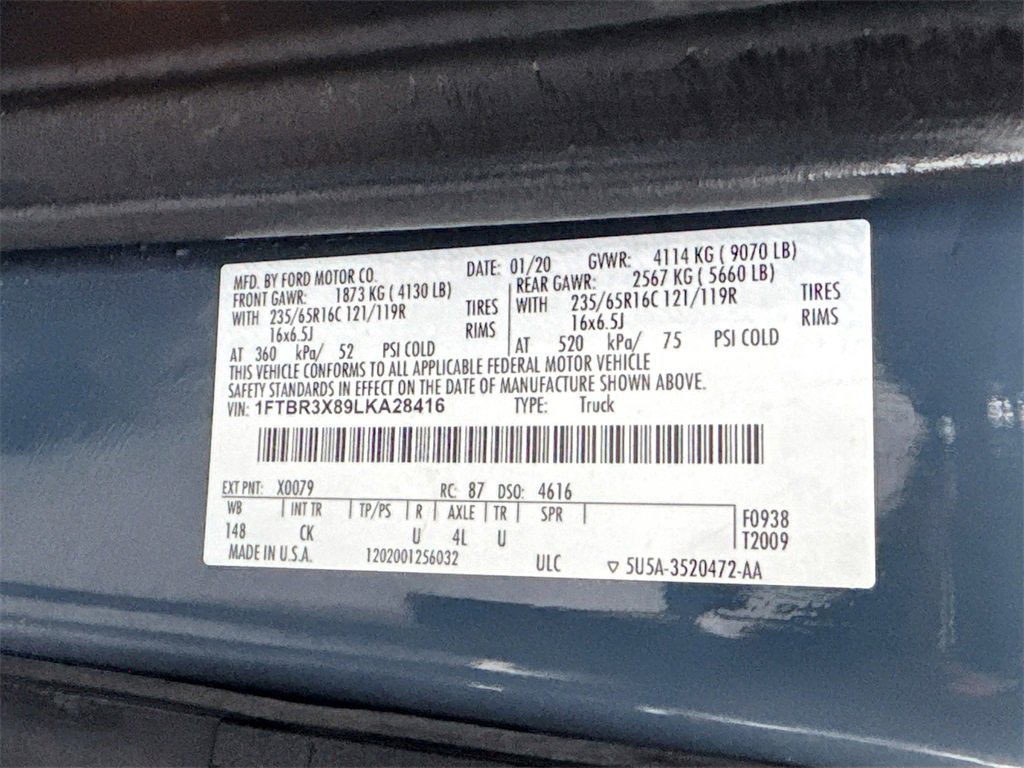 MFD. BY FORD MOTOR CO. DATE: 01/20 GVWR: 4114 KG ( 9070 LB)
FRONT GAWR: 1873 KG ( 4130 LB) REAR GAWR: 2567 KG ( 5660 LB)
WITH 235/65R16C 121/119R TIRES WITH 235/65R16C 121/119R TIRES
16x6.5J RIMS 16x6.5J RIMS
AT 360 kPa/ 52 PSI COLD AT 520 kPa/ 75 PSI COLD
THIS VEHICLE CONFORMS TO ALL APPLICABLE FEDERAL MOTOR VEHICLE
SAFETY STANDARDS IN EFFECT ON THE DATE OF MANUFACTURE SHOWN ABOVE.
VIN: 1FTBR3X89LKA28416 TYPE: Truck
EXT PNT: X0079 RC: 87 DSO: 4616
WB INT TR TP/PS R AXLE TR SPR F0938
148 CK U 4L U T2009
MADE IN U.S.A. 1202001256032 ULC ▽ 5U5A-3520472-AA